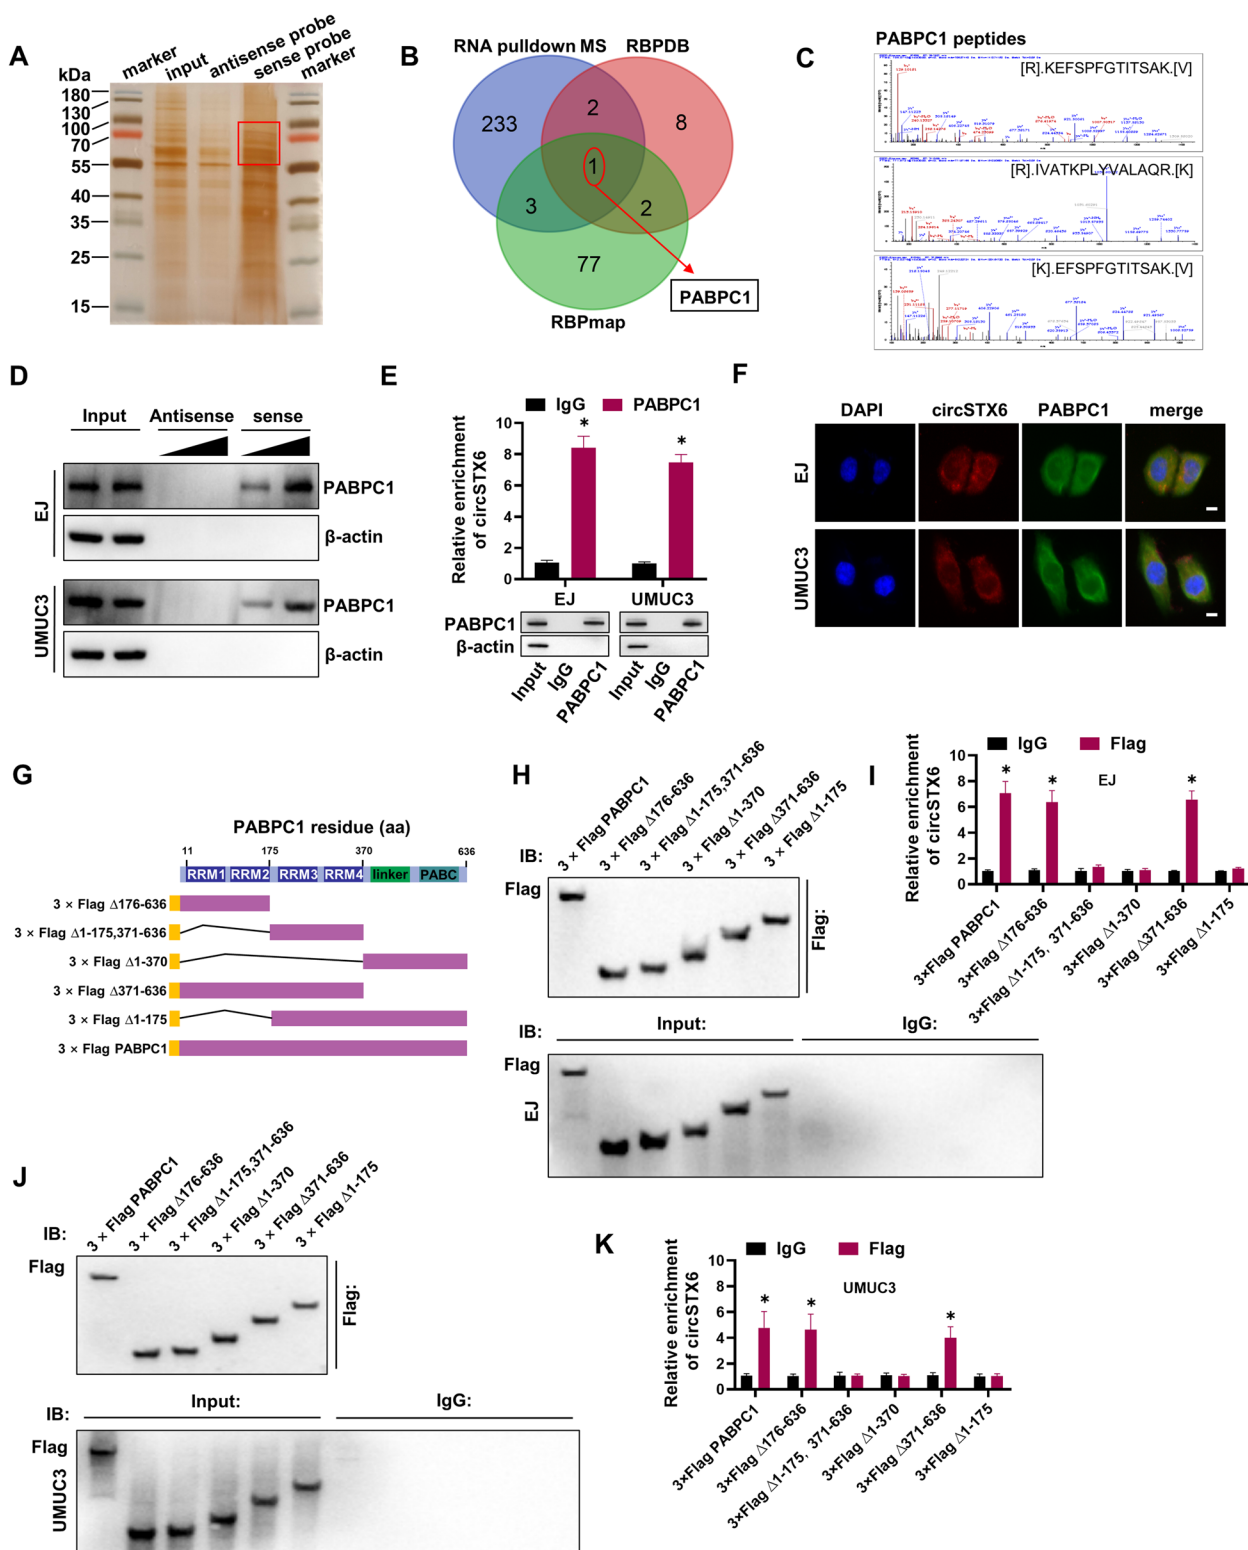 A
marker
input
antisense probe
sense probe
marker
kDa
180
130
100
70
55
40
35
25
15
B
RNA pulldown MS
RBPDB
233
2
8
1
3
2
77
RBPmap
PABPC1
C
PABPC1 peptides
[R].KEFSPFGTITSAK.[V]
[R].IVATKPLYVALAQR.[K]
[K].EFSPFGTITSAK.[V]
D
Input
Antisense
sense
EJ
PABPC1
β-actin
UMUC3
PABPC1
β-actin
E
IgG
PABPC1
Relative enrichment
of circSTX6
10
8
6
4
2
0
*
*
EJ
UMUC3
PABPC1
β-actin
Input
IgG
PABPC1
Input
IgG
PABPC1
F
DAPI
circSTX6
PABPC1
merge
EJ
UMUC3
G
PABPC1 residue (aa)
11
175
370
636
RRM1
RRM2
RRM3
RRM4
linker
PABC
3 × Flag Δ176-636
3 × Flag Δ1-175,371-636
3 × Flag Δ1-370
3 × Flag Δ371-636
3 × Flag Δ1-175
3 × Flag PABPC1
H
3 × Flag PABPC1
3 × Flag Δ176-636
3 × Flag Δ1-175,371-636
3 × Flag Δ1-370
3 × Flag Δ371-636
3 × Flag Δ1-175
IB:
Flag
Flag:
Input:
IgG:
IB:
Flag
EJ
I
IgG
Flag
EJ
Relative enrichment
of circSTX6
10
8
6
4
2
0
*
*
*
3×Flag PABPC1
3×Flag Δ176-636
3×Flag Δ1-175, 371-636
3×Flag Δ1-370
3×Flag Δ371-636
3×Flag Δ1-175
J
3 × Flag PABPC1
3 × Flag Δ176-636
3 × Flag Δ1-175,371-636
3 × Flag Δ1-370
3 × Flag Δ371-636
3 × Flag Δ1-175
IB:
Flag
Flag:
Input:
IgG:
IB:
Flag
UMUC3
K
IgG
Flag
UMUC3
Relative enrichment
of circSTX6
10
8
6
4
2
0
*
*
*
3×Flag PABPC1
3×Flag Δ176-636
3×Flag Δ1-175, 371-636
3×Flag Δ1-370
3×Flag Δ371-636
3×Flag Δ1-175